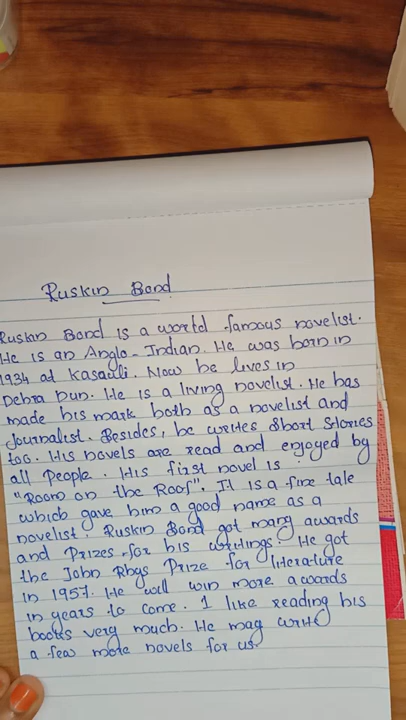 Ruskin Bond
Ruskin Bond is a world famous novelist.
He is an Anglo-Indian. He was born in
1934 at Kasauli. Now he lives in
Dehra Dun. He is a living novelist. He has
made his mark both as a novelist and
Journalist. Besides, he writes Short Stories
too. His novels are read and enjoyed by
all People. His first novel is
"Room on the Roof". It is a fine tale
which gave him a good name as a
novelist. Ruskin Bond got many awards
and Prizes for his writings. He got
the John Rhys Prize for literature
in 1957. He will win more awards
in years to come. I like reading his
books very much. He may write
a few more novels for us.